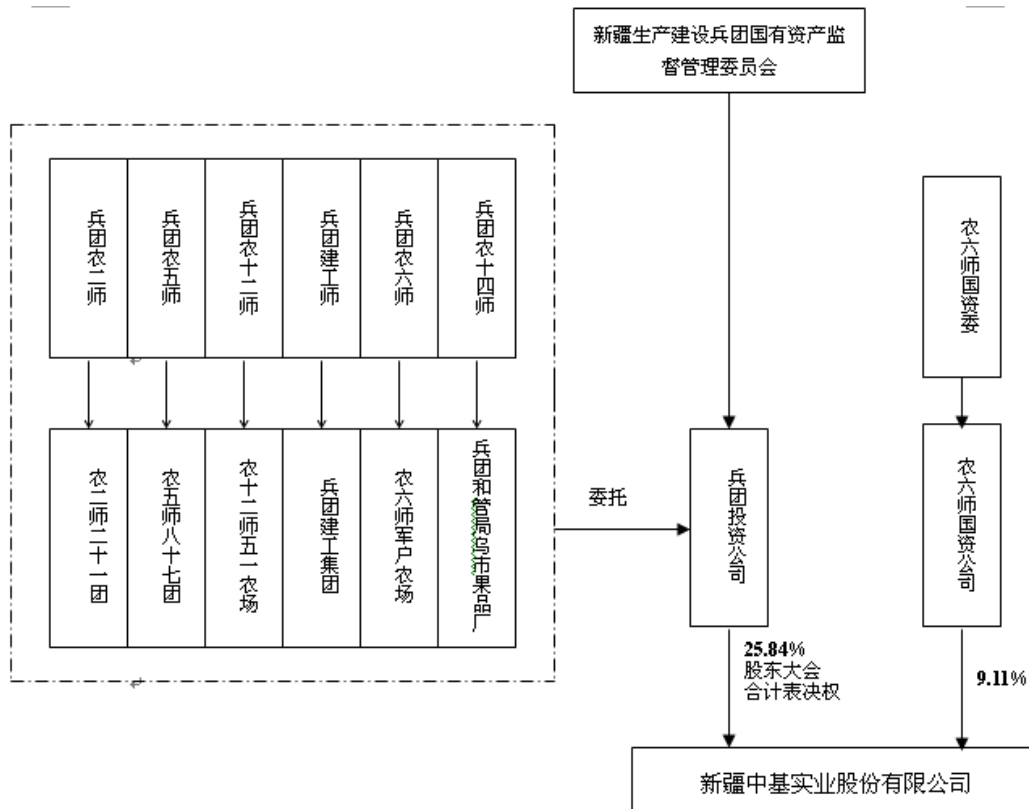 新疆生产建设兵团国有资产监
督管理委员会
兵团农二师
兵团农五师
兵团农十二师
兵团建工师
兵团农六师
兵团农十四师
农六师国资委
农二师二十一团
农五师八十七团
农十二师五一农场
兵团建工集团
农六师军户农场
兵团和管局乌市果品厂
委托
兵团投资公司
农六师国资公司
25.84%
股东大会
合计表决权
9.11%
新疆中基实业股份有限公司